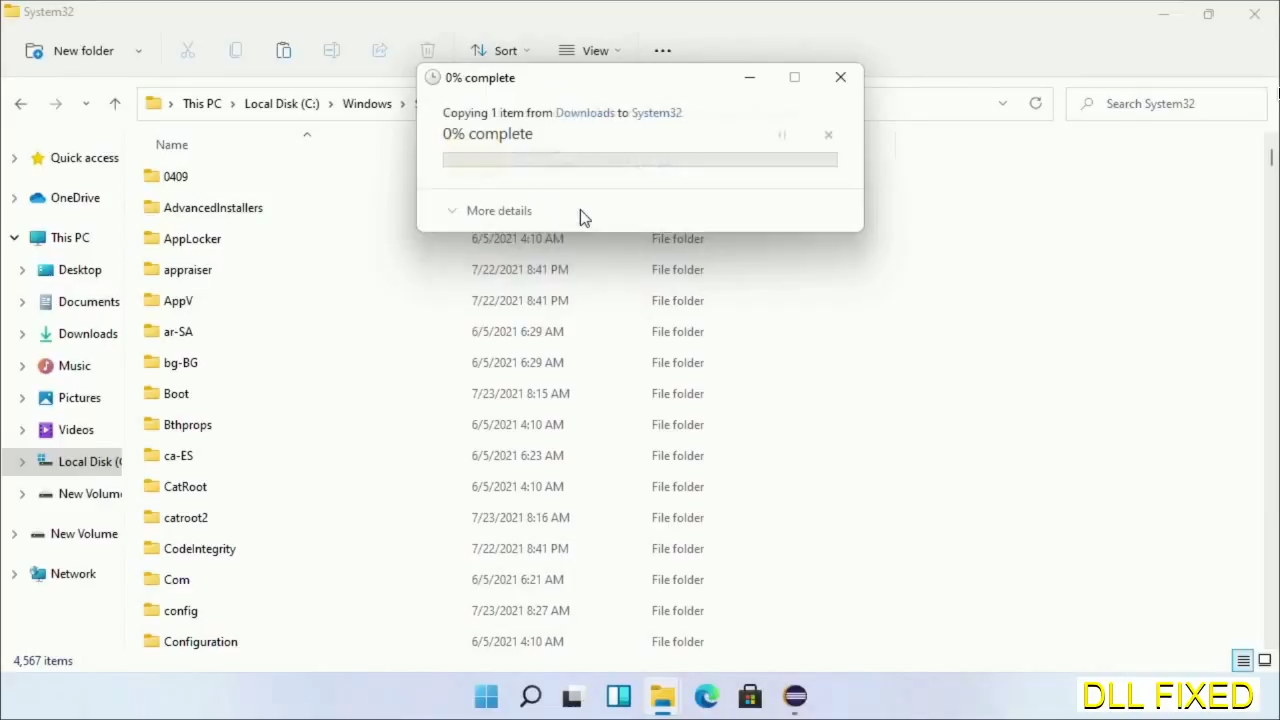 System32
New folder
Sort
View
0% complete
This PC
Local Disk (C:)
Windows
Search System32
Copying 1 item from Downloads to System32
0% complete
More details
Name
Quick access
OneDrive
This PC
Desktop
Documents
Downloads
Music
Pictures
Videos
Local Disk (C
New Volum
New Volume
Network
0409
AdvancedInstallers
AppLocker 6/5/2021 4:10 AM File folder
appraiser 7/22/2021 8:41 PM File folder
AppV 7/22/2021 8:41 PM File folder
ar-SA 6/5/2021 6:29 AM File folder
bg-BG 6/5/2021 6:29 AM File folder
Boot 7/23/2021 8:15 AM File folder
Bthprops 6/5/2021 4:10 AM File folder
ca-ES 6/5/2021 6:23 AM File folder
CatRoot 6/5/2021 4:10 AM File folder
catroot2 7/23/2021 8:16 AM File folder
CodeIntegrity 7/22/2021 8:41 PM File folder
Com 6/5/2021 6:21 AM File folder
config 7/23/2021 8:27 AM File folder
Configuration 6/5/2021 4:10 AM File folder
4,567 items
DLL FIXED